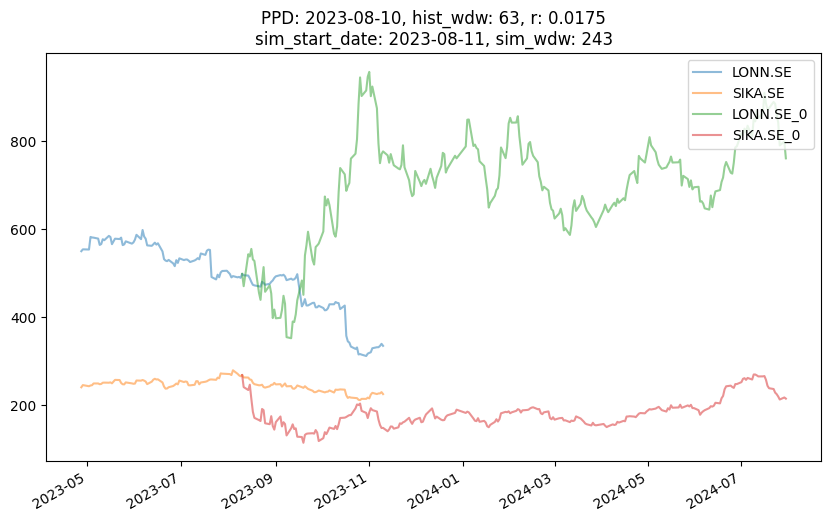 PPD: 2023-08-10, hist_wdw: 63, r: 0.0175
sim_start_date: 2023-08-11, sim_wdw: 243
LONN.SE
SIKA.SE
LONN.SE_0
SIKA.SE_0
800
600
400
200
2023-05
2023-07
2023-09
2023-11
2024-01
2024-03
2024-05
2024-07